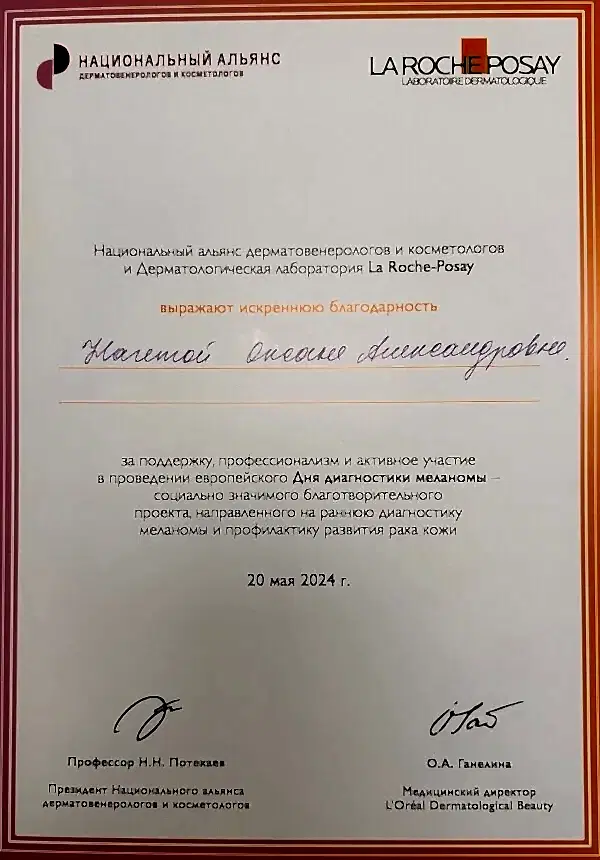 НАЦИОНАЛЬНЫЙ АЛЬЯНС
ДЕРМАТОВЕНЕРОЛОГОВ И КОСМЕТОЛОГОВ
LA ROCHE POSAY
LABORATOIRE DERMATOLOGIQUE
Национальный альянс дерматовенерологов и косметологов
и Дерматологическая лаборатория La Roche-Posay
выражают искреннюю благодарность
Оксане Александровне.
за поддержку, профессионализм и активное участие
в проведении европейского Дня диагностики меланомы –
социально значимого благотворительного
проекта, направленного на раннюю диагностику
меланомы и профилактику развития рака кожи
20 мая 2024 г.
Профессор Н.Н. Потекаев
Президент Национального альянса
дерматовенерологов и косметологов
О.А. Ганелина
Медицинский директор
L'Oréal Dermatological Beauty